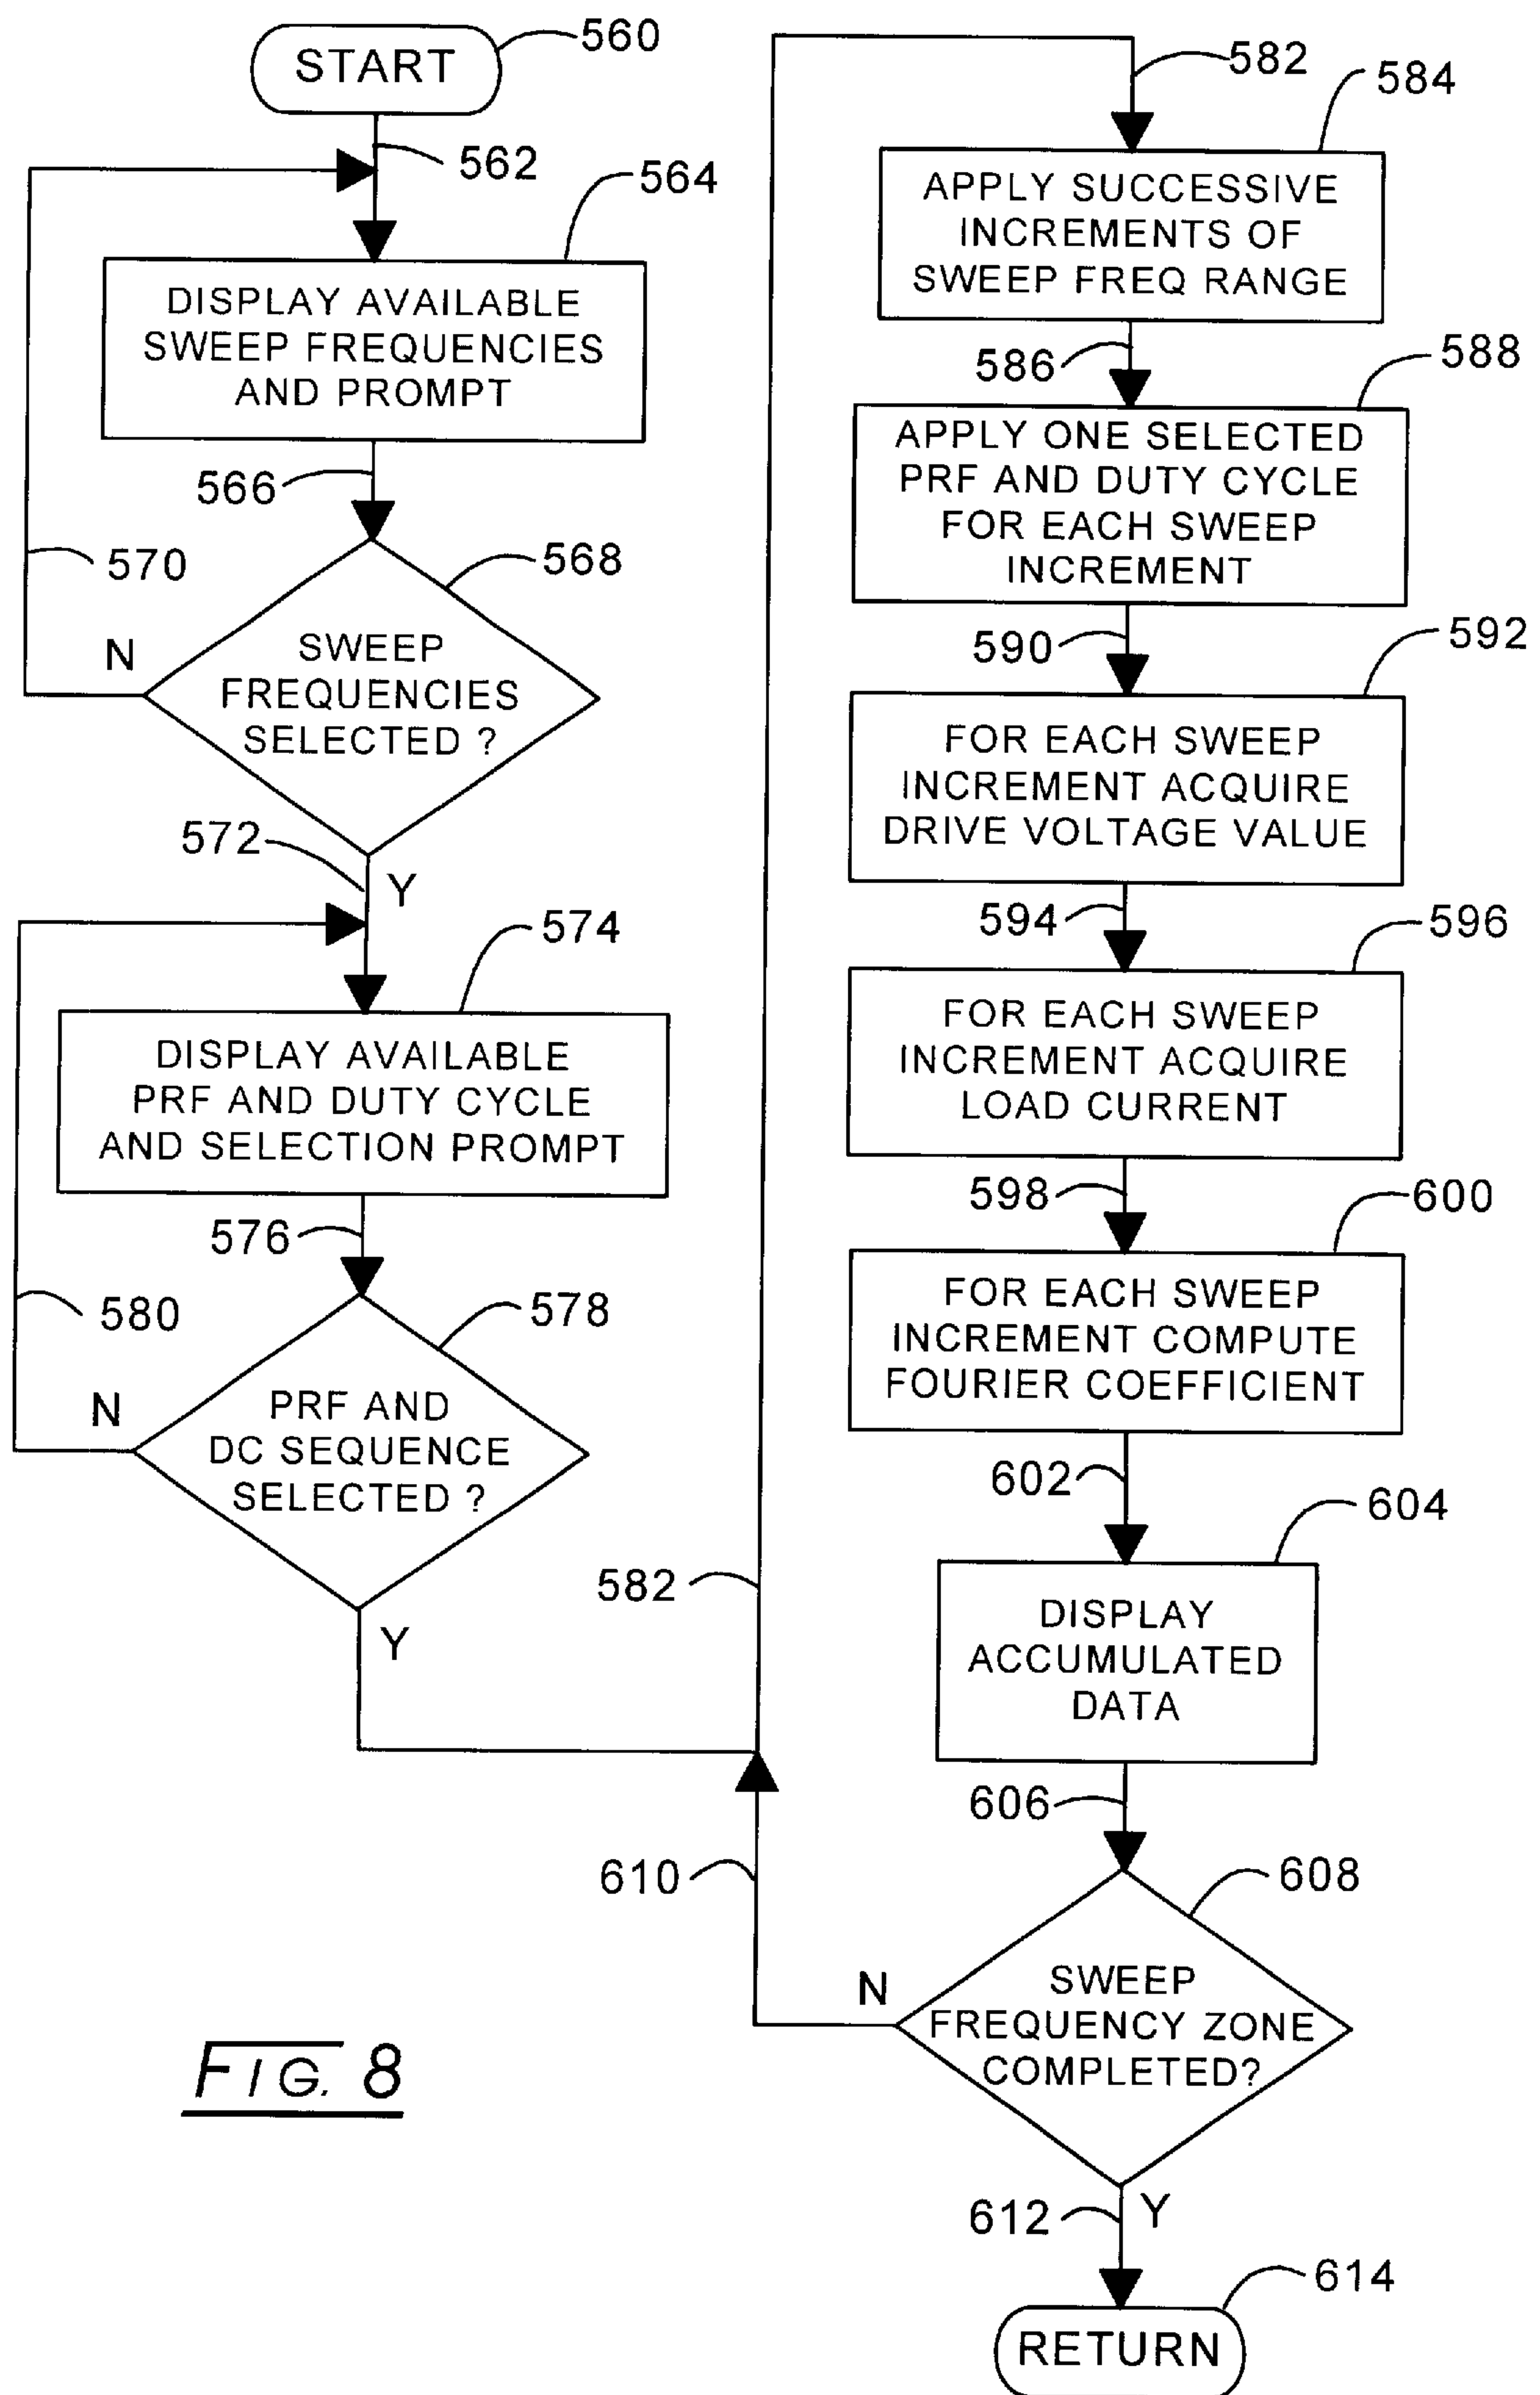 START
560
562
564
DISPLAY AVAILABLE
SWEEP FREQUENCIES
AND PROMPT
566
570
568
N
SWEEP
FREQUENCIES
SELECTED ?
572
Y
574
DISPLAY AVAILABLE
PRF AND DUTY CYCLE
AND SELECTION PROMPT
576
580
578
N
PRF AND
DC SEQUENCE
SELECTED ?
Y
582
582
584
APPLY SUCCESSIVE
INCREMENTS OF
SWEEP FREQ RANGE
586
588
APPLY ONE SELECTED
PRF AND DUTY CYCLE
FOR EACH SWEEP
INCREMENT
590
592
FOR EACH SWEEP
INCREMENT ACQUIRE
DRIVE VOLTAGE VALUE
594
596
FOR EACH SWEEP
INCREMENT ACQUIRE
LOAD CURRENT
598
600
FOR EACH SWEEP
INCREMENT COMPUTE
FOURIER COEFFICIENT
602
604
DISPLAY
ACCUMULATED
DATA
606
610
608
N
SWEEP
FREQUENCY ZONE
COMPLETED?
612
Y
614
RETURN
FIG. 8